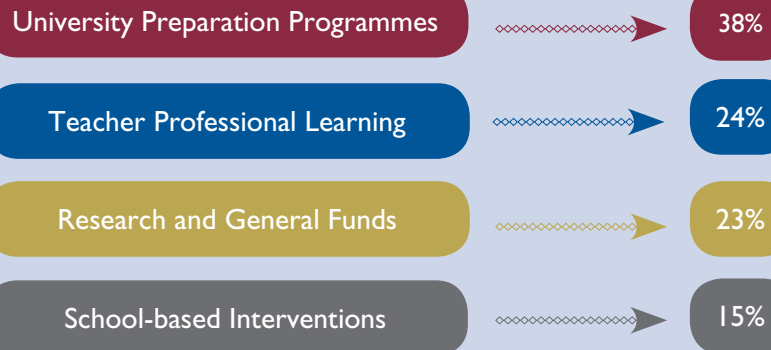 University Preparation Programmes 38%
Teacher Professional Learning 24%
Research and General Funds 23%
School-based Interventions 15%